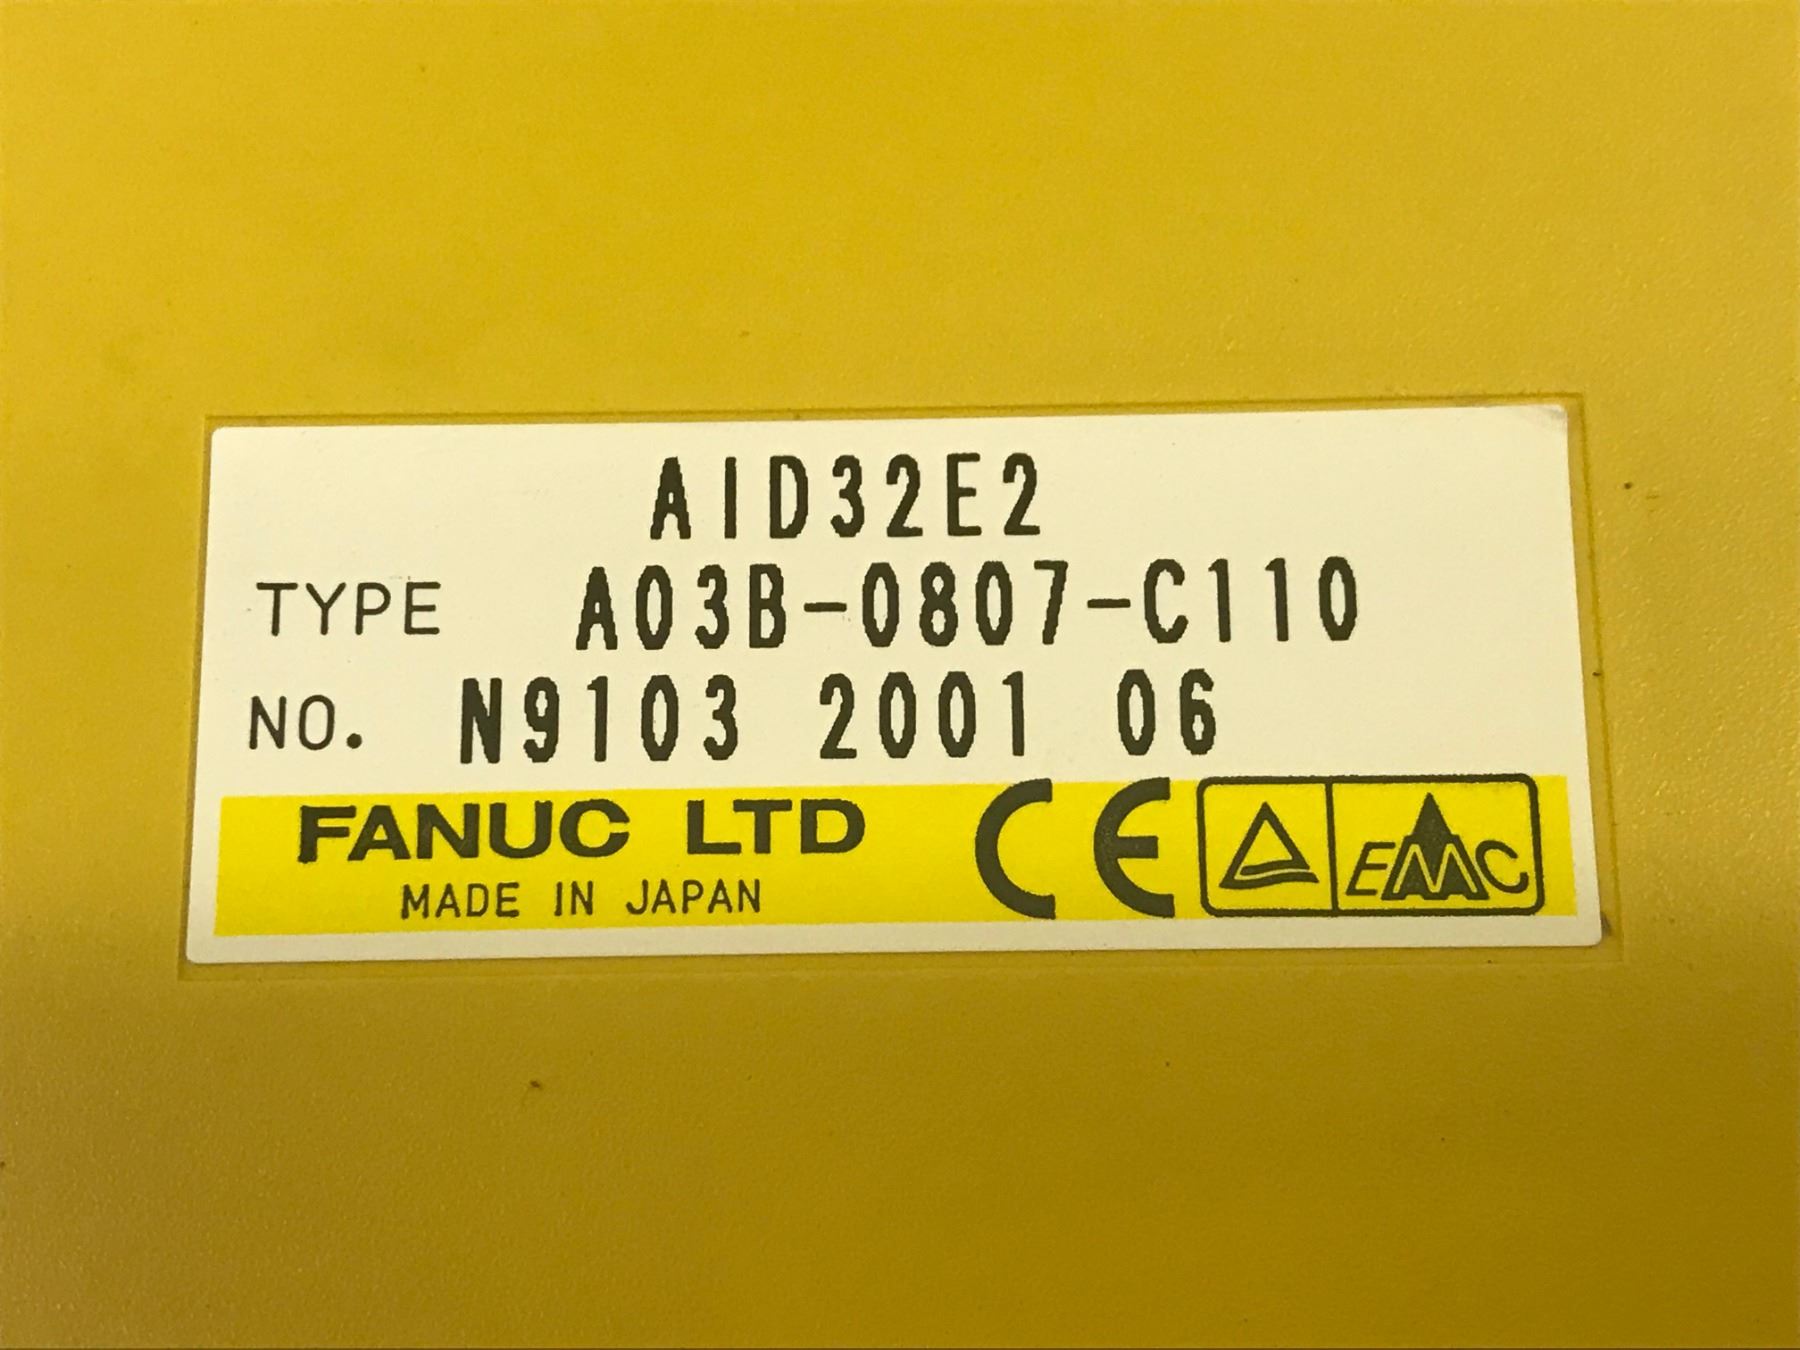 AID32E2
TYPE A03B-0807-C110
NO. N9103 2001 06
FANUC LTD CE EMC
MADE IN JAPAN